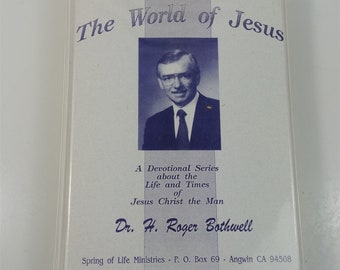 The World of Jesus
A Devotional Series
about the
Life and Times
of
Jesus Christ the Man
Dr. H. Roger Bothwell
Spring of Life Ministries - P. O. Box 69 - Angwin CA 94508